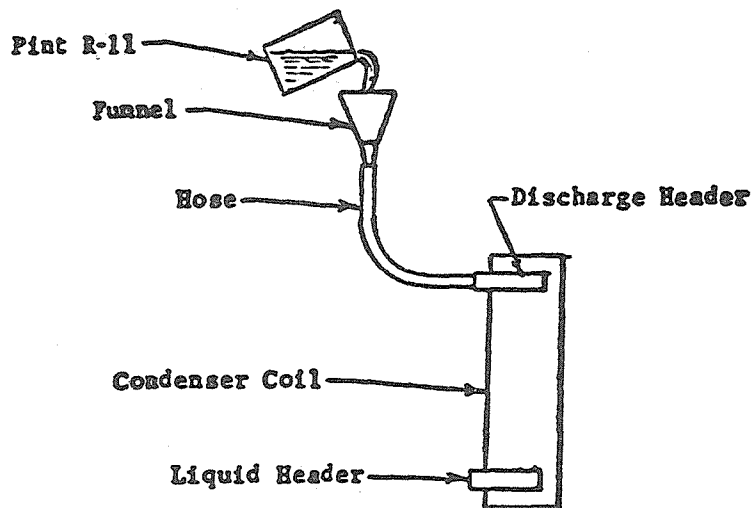 Pint R-11
Funnel
Hose
Discharge Header
Condenser Coil
Liquid Header